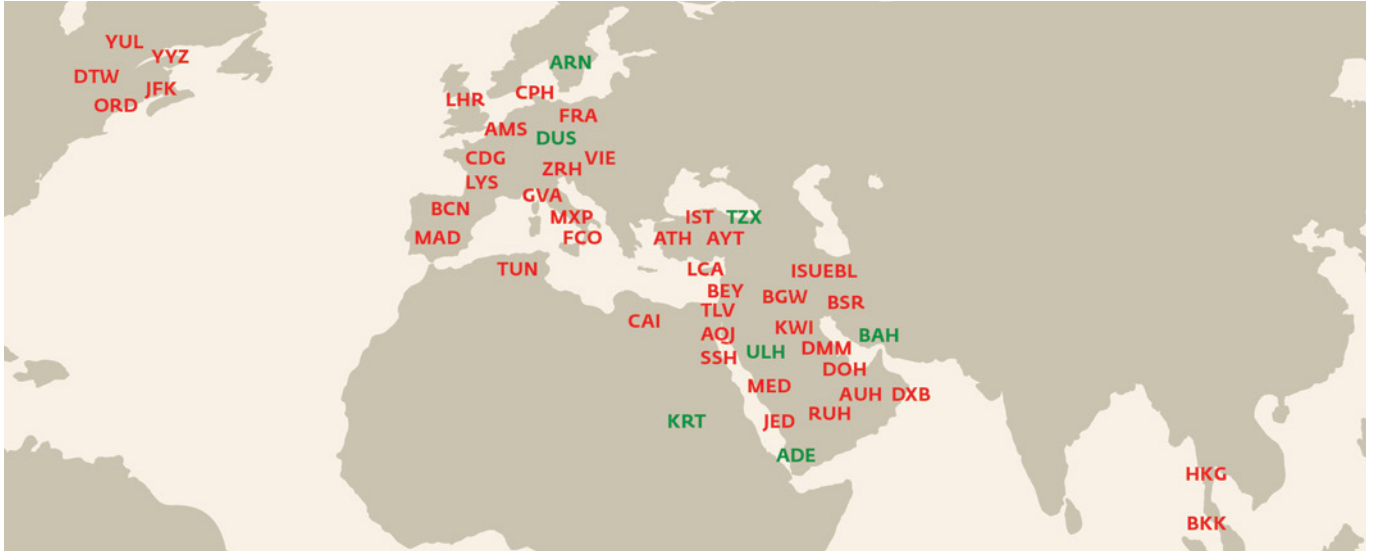 YUL
YYZ
DTW
JFK
ORD
ARN
LHR
CPH
FRA
AMS
DUS
CDG
VIE
ZRH
LYS
GVA
BCN
MXP
IST
TZX
MAD
FCO
ATH
AYT
TUN
LCA
ISUEBL
BEY
BGW
BSR
TLV
CAI
KWI
AQJ
BAH
SSH
ULH
DMM
DOH
MED
AUH
DXB
RUH
KRT
JED
ADE
HKG
BKK